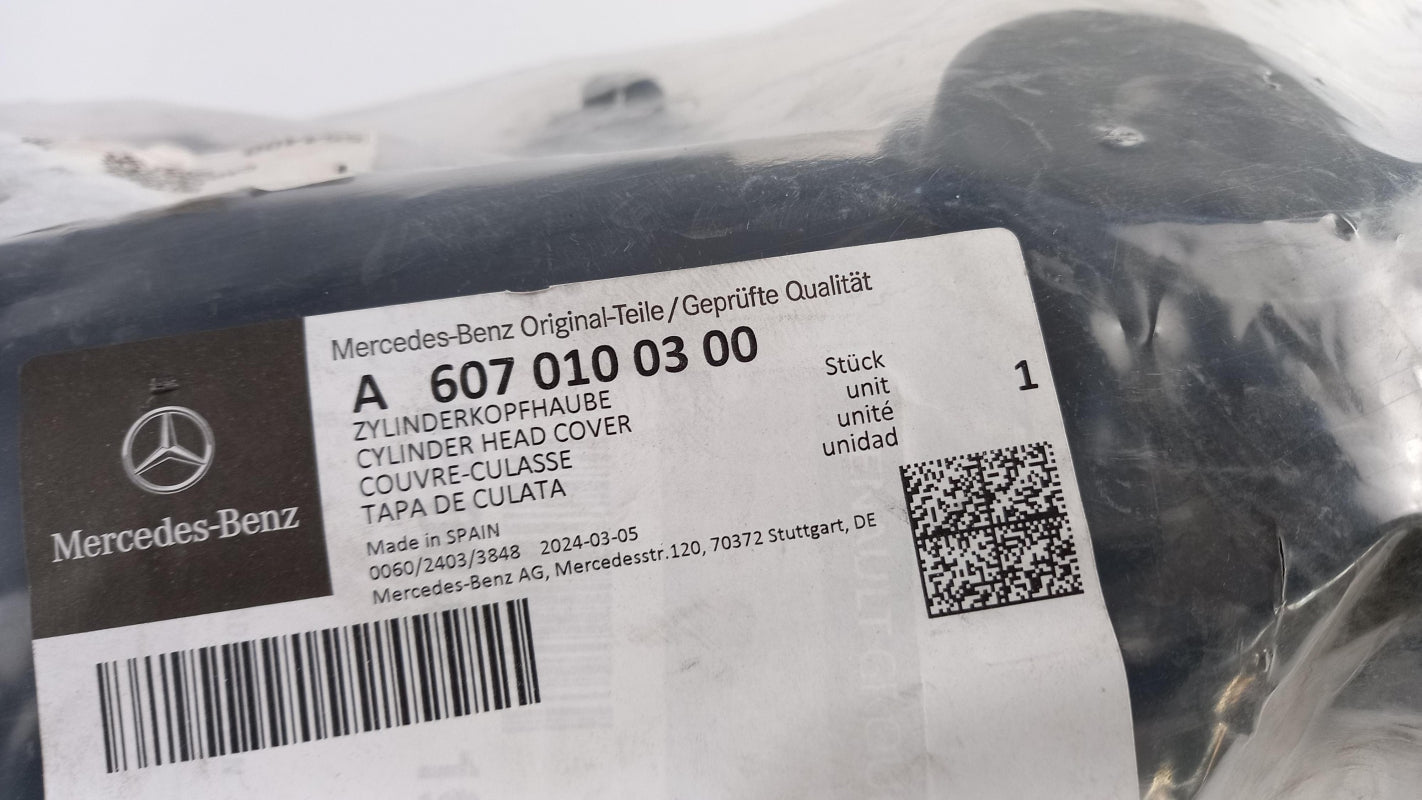 Mercedes-Benz Original-Teile / Geprüfte Qualität
A 607 010 03 00
ZYLINDERKOPFHAUBE
CYLINDER HEAD COVER
COUVRE-CULASSE
TAPA DE CULATA
Stück
unit
unité
unidad
1
Made in SPAIN
0060/2403/3848 2024-03-05
Mercedes-Benz AG, Mercedesstr.120, 70372 Stuttgart, DE
Mercedes-Benz